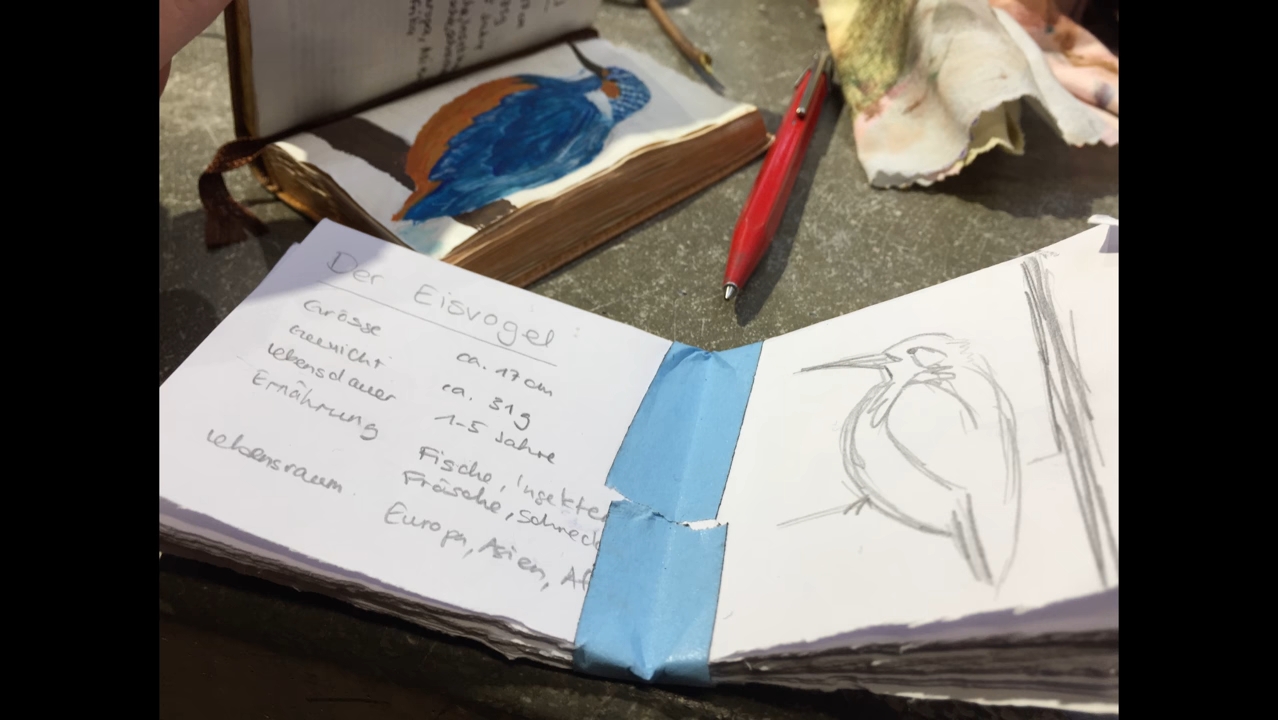 Der Eisvogel :
Grösse ca. 17 cm
Gewicht ca. 31 g
Lebensdauer 1-5 Jahre
Ernährung Fische, Insekten
Frösche, Schneck
Lebensraum. Europa, Asien, Af